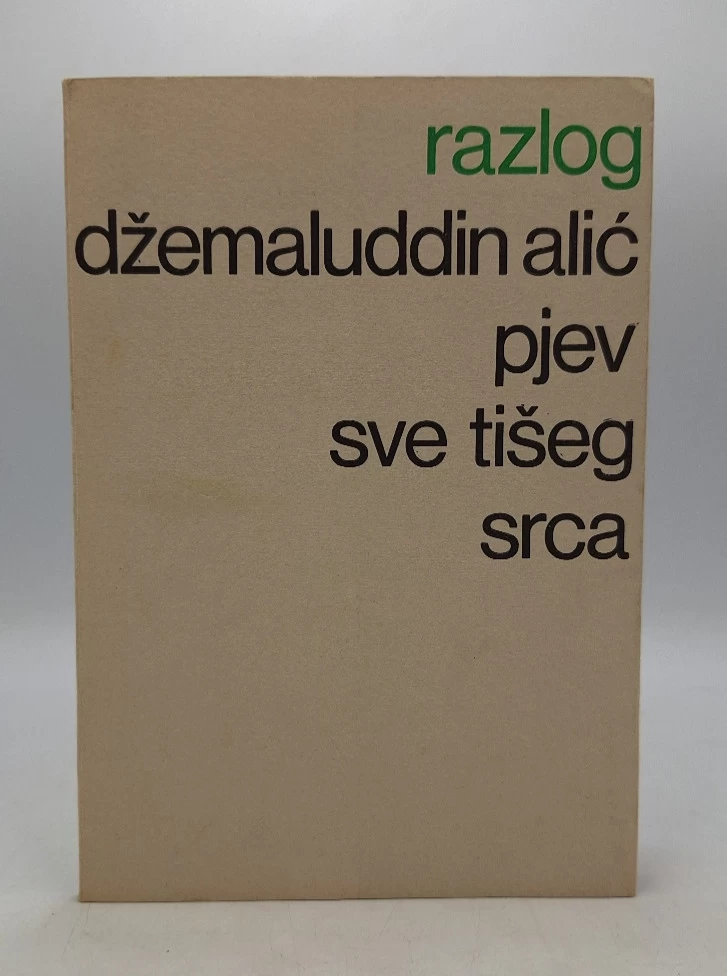 razlog
džemaluddin alić
pjev
sve tišeg
srca